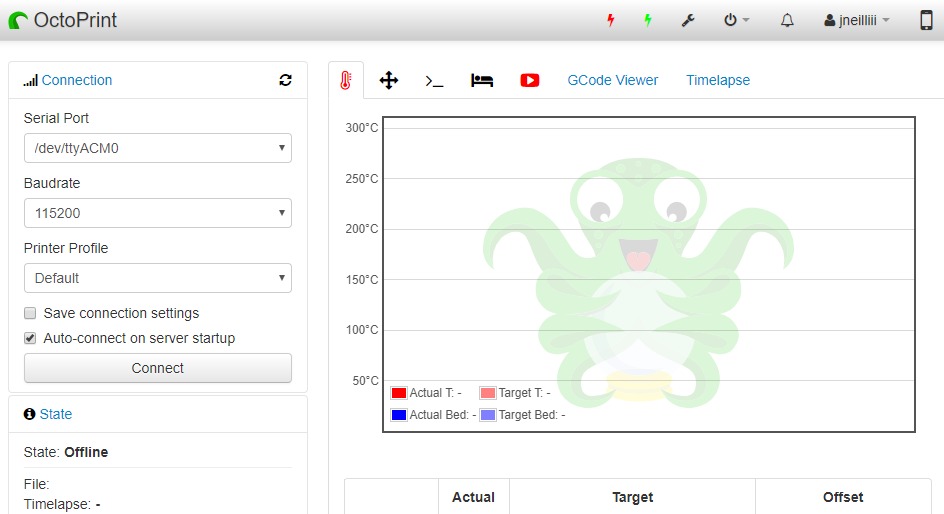 OctoPrint
jneilliii
Connection
Serial Port
/dev/ttyACM0
Baudrate
115200
Printer Profile
Default
Save connection settings
Auto-connect on server startup
Connect
State
State: Offline
File:
Timelapse: -
GCode Viewer
Timelapse
300°C
250°C
200°C
150°C
100°C
50°C
Actual T: - Target T: -
Actual Bed: - Target Bed: -
Actual Target Offset